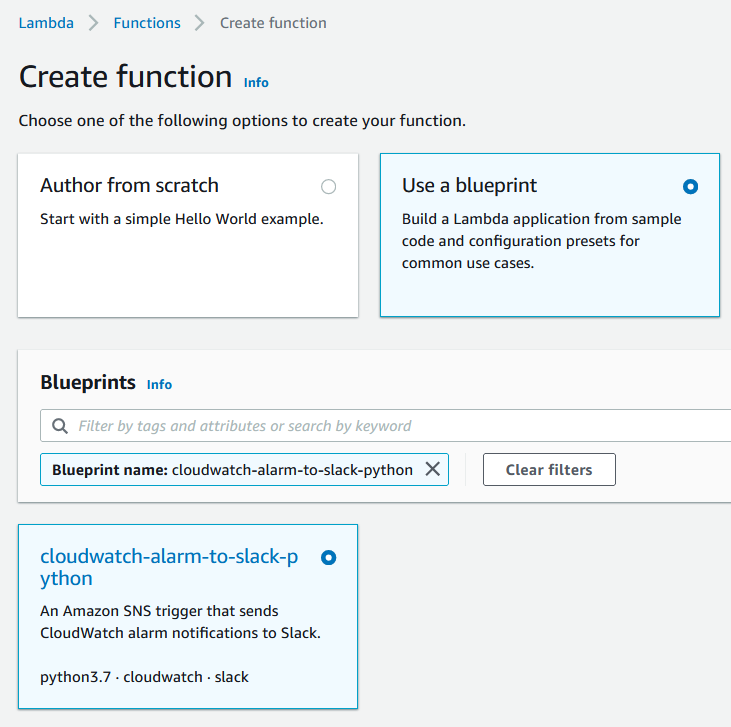 Lambda > Functions > Create function
Create function Info
Choose one of the following options to create your function.
Author from scratch
Start with a simple Hello World example.
Use a blueprint
Build a Lambda application from sample
code and configuration presets for
common use cases.
Blueprints Info
Filter by tags and attributes or search by keyword
Blueprint name: cloudwatch-alarm-to-slack-python
Clear filters
cloudwatch-alarm-to-slack-p
ython
An Amazon SNS trigger that sends
CloudWatch alarm notifications to Slack.
python3.7 · cloudwatch · slack